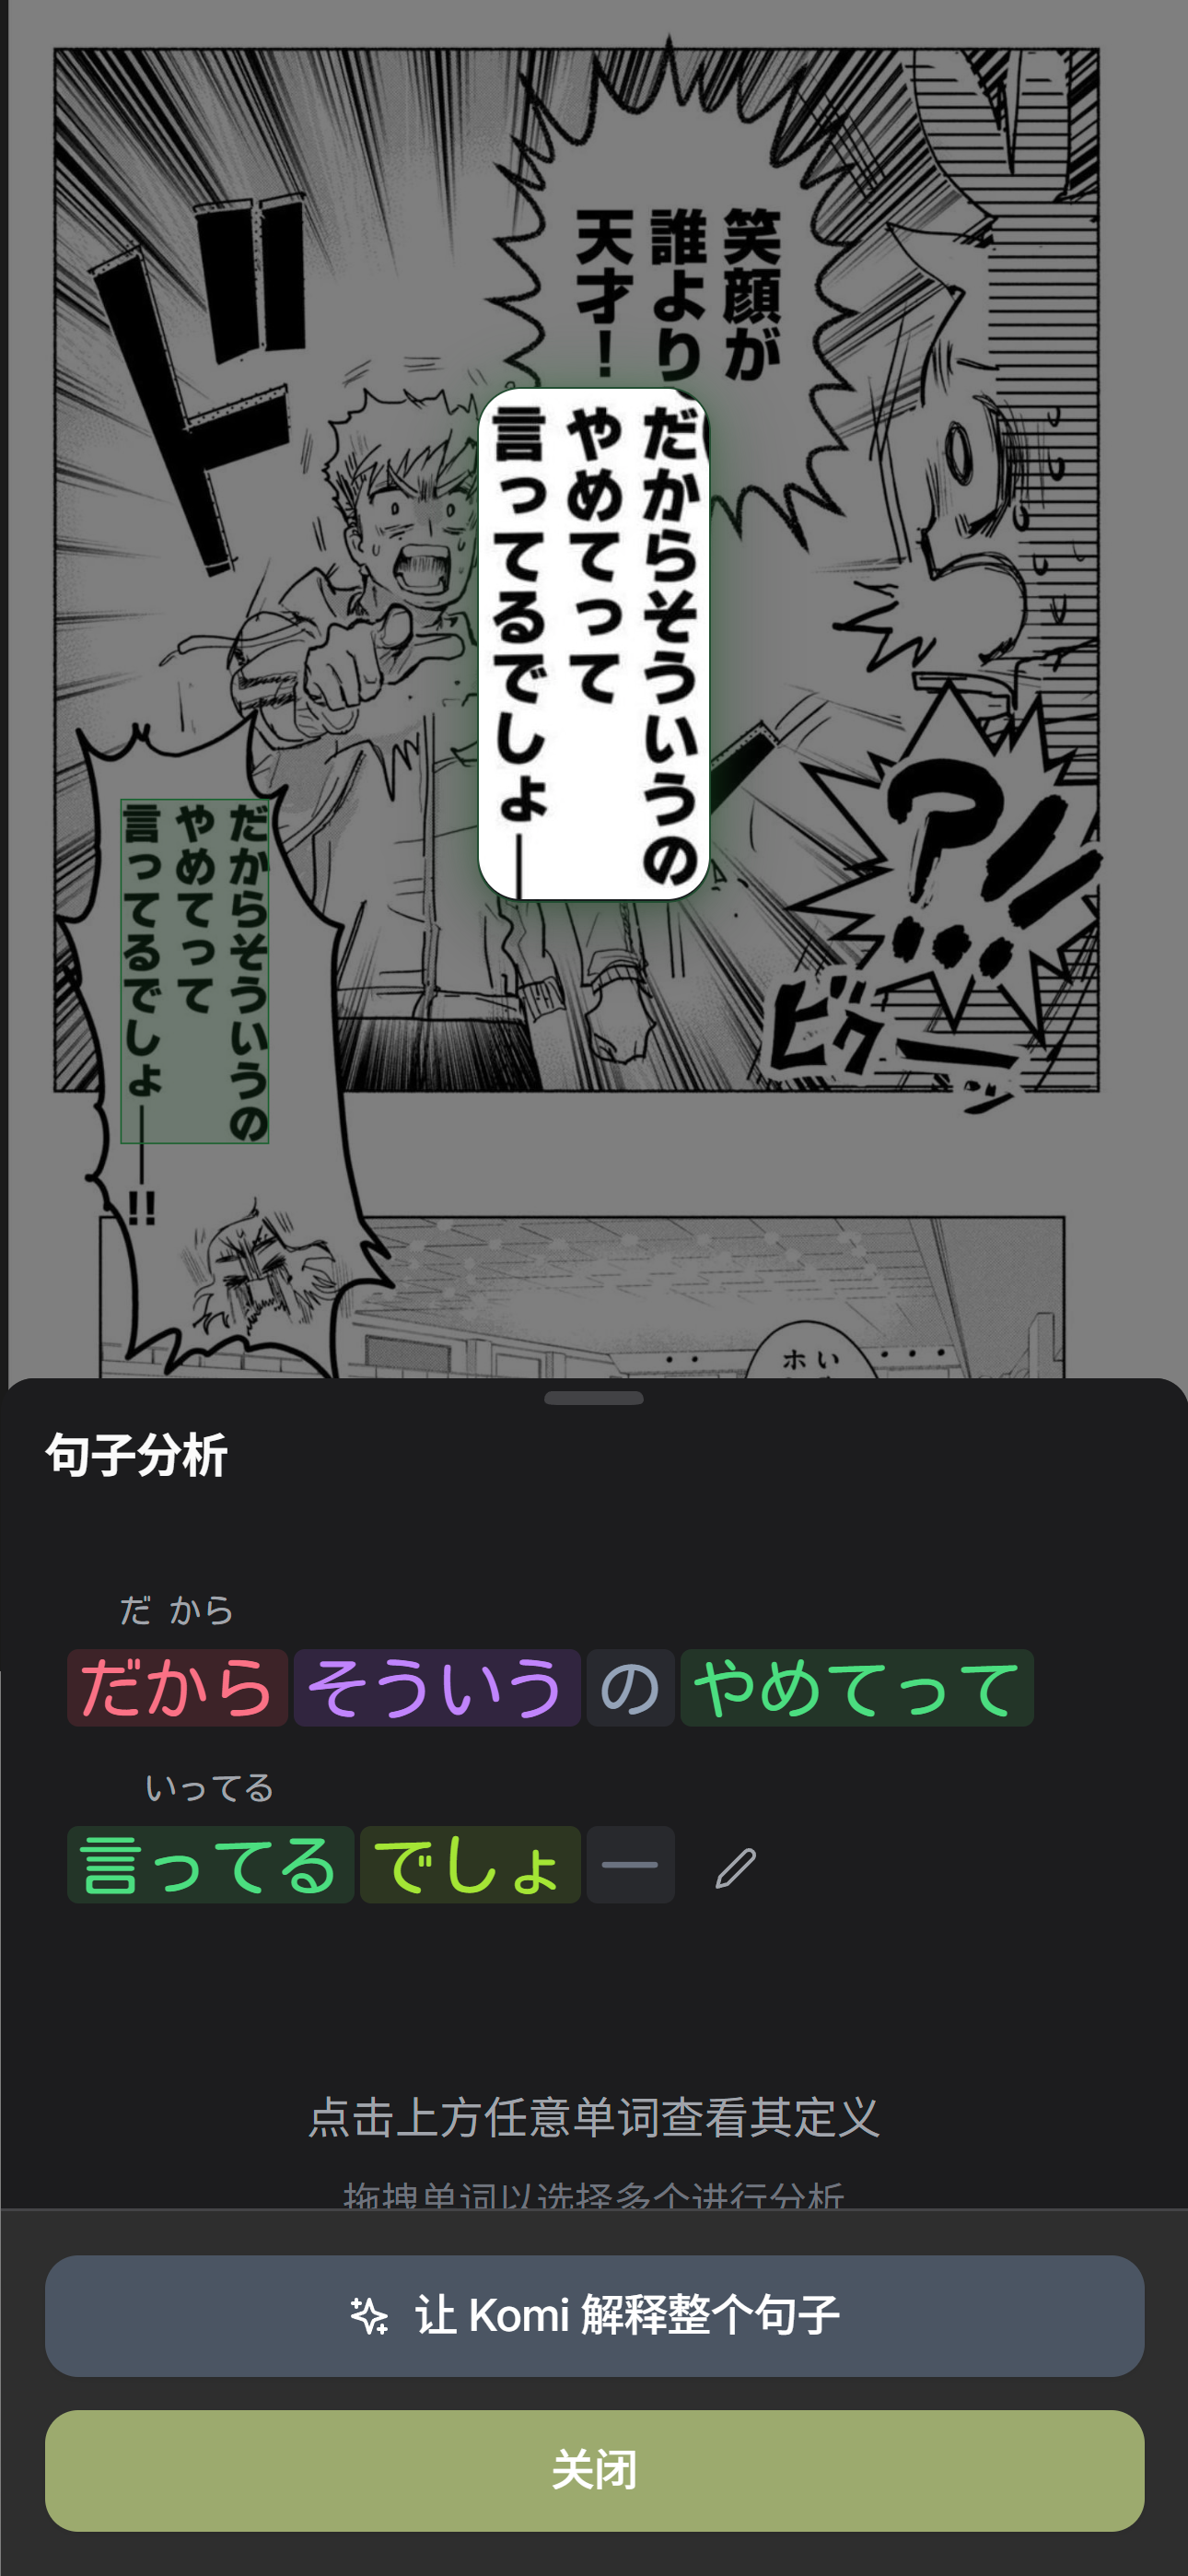 笑顔が
誰より
天才！
ド
だからそういうの
やめてって
言ってるでしょ──
？！！…
ビクーッ
だからそういうの
やめてって
言ってるでしょ──!!
い
ホ
句子分析
だ から
だからそういうのやめてって
いってる
言ってるでしょ—
点击上方任意单词查看其定义
拖拽单词以选择多个进行分析
让 Komi 解释整个句子
关闭